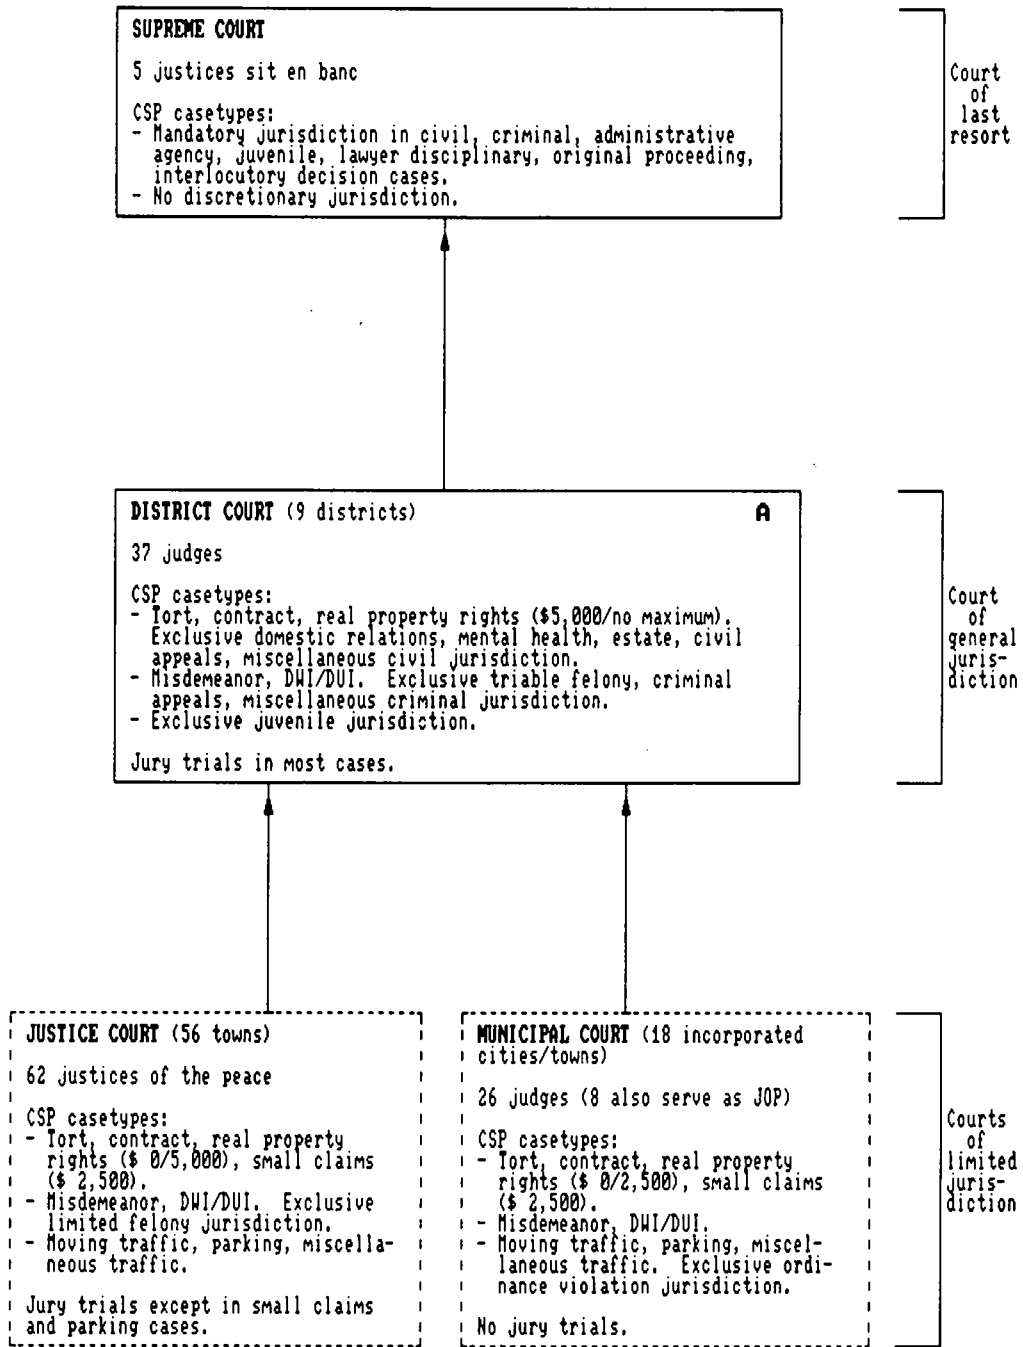 SUPREME COURT
5 justices sit en banc
CSP casetypes:
- Mandatory jurisdiction in civil, criminal, administrative
agency, juvenile, lawyer disciplinary, original proceeding,
interlocutory decision cases.
- No discretionary jurisdiction.
Court
of
last
resort
DISTRICT COURT (9 districts)
A
37 judges
CSP casetypes:
- Tort, contract, real property rights ($5,000/no maximum).
Exclusive domestic relations, mental health, estate, civil
appeals, miscellaneous civil jurisdiction.
- Misdemeanor, DWI/DUI. Exclusive triable felony, criminal
appeals, miscellaneous criminal jurisdiction.
- Exclusive juvenile jurisdiction.
Jury trials in most cases.
Court
of
general
juris-
diction
JUSTICE COURT (56 towns)
62 justices of the peace
CSP casetypes:
- Tort, contract, real property
rights ($ 0/5,000), small claims
($ 2,500).
- Misdemeanor, DWI/DUI. Exclusive
limited felony jurisdiction.
- Moving traffic, parking, miscella-
neous traffic.
Jury trials except in small claims
and parking cases.
MUNICIPAL COURT (18 incorporated
cities/towns)
26 judges (8 also serve as JOP)
CSP casetypes:
- Tort, contract, real property
rights ($ 0/2,500), small claims
($ 2,500).
- Misdemeanor, DWI/DUI.
- Moving traffic, parking, miscel-
laneous traffic. Exclusive ordi-
nance violation jurisdiction.
No jury trials.
Courts
of
limited
juris-
diction